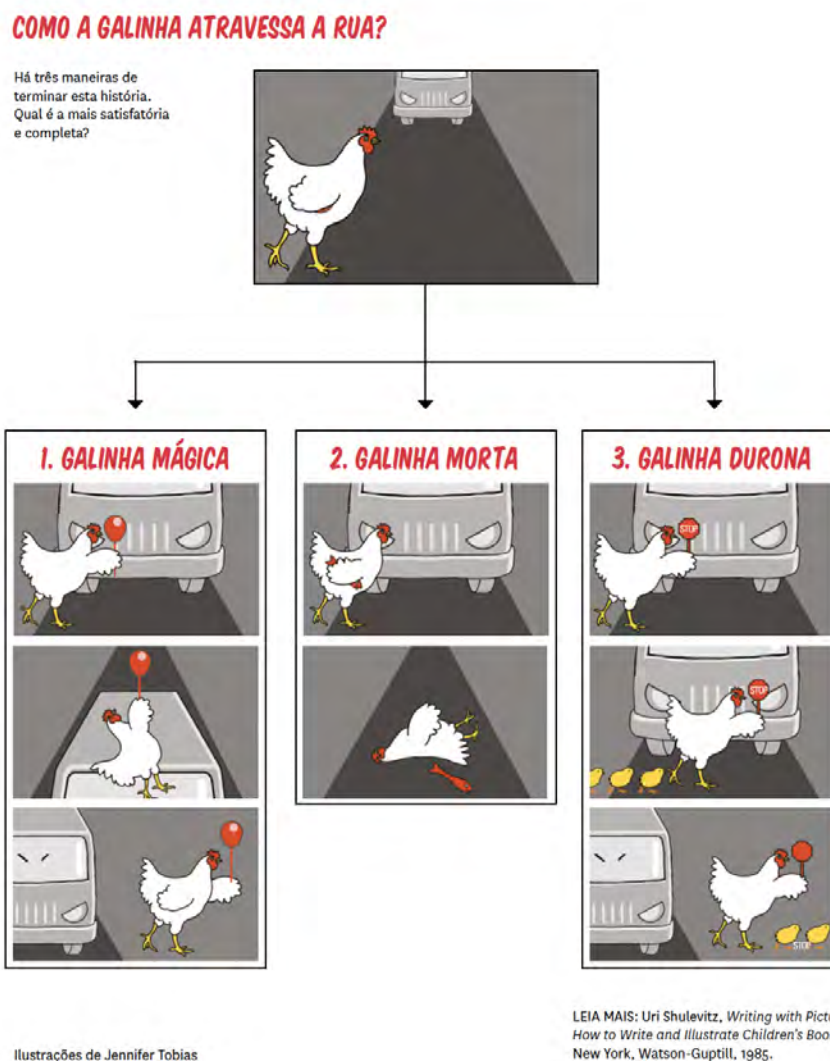 COMO A GALINHA ATRAVESSA A RUA?
Há três maneiras de
terminar esta história.
Qual é a mais satisfatória
e completa?
1. GALINHA MÁGICA
2. GALINHA MORTA
3. GALINHA DURONA
STOP
STOP
STOP
Ilustrações de Jennifer Tobias
LEIA MAIS: Uri Shulevitz, Writing with Pictu
How to Write and Illustrate Children's Boo
New York, Watson-Guptill, 1985.